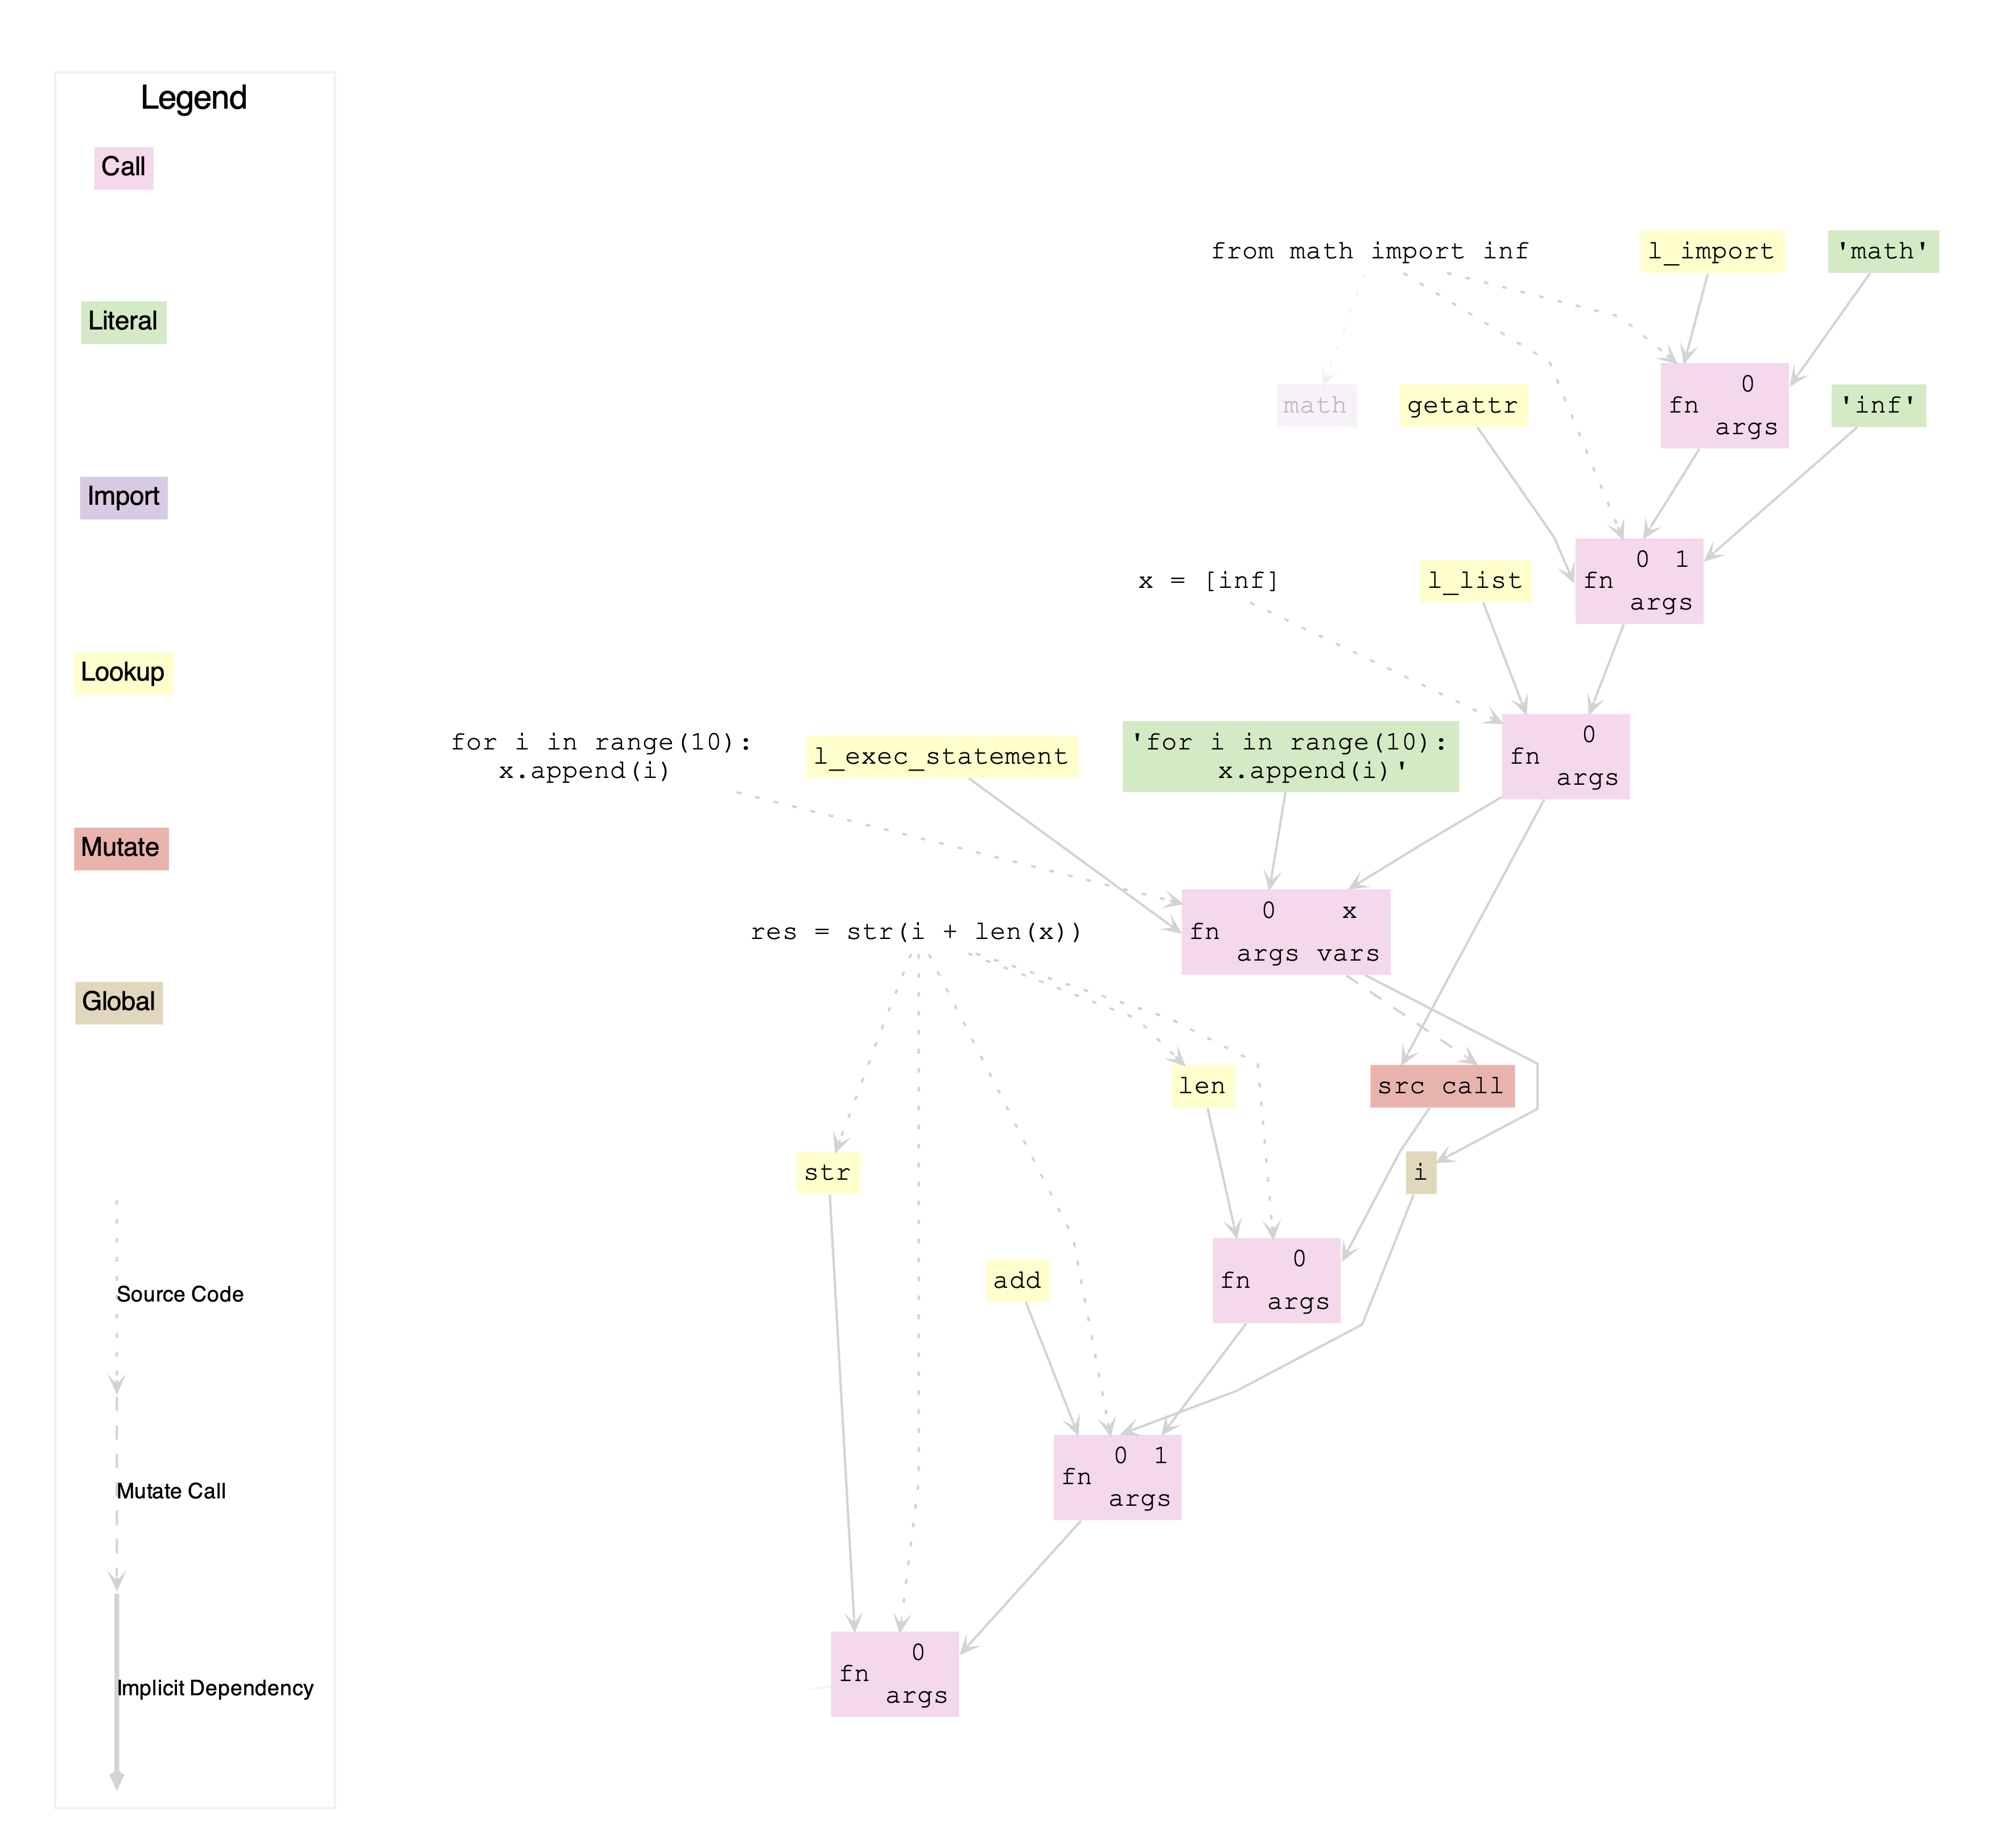 Legend
Call
Literal
Import
Lookup
Mutate
Global
Source Code
Mutate Call
Implicit Dependency
from math import inf
l_import
'math'
math
getattr
fn
0
args
'inf'
x = [inf]
l_list
fn
0 1
args
for i in range(10):
x.append(i)
l_exec_statement
'for i in range(10):
x.append(i)'
fn
0
args
res = str(i + len(x))
fn
0 x
args vars
len
src call
str
i
add
fn
0
args
fn
0 1
args
fn
0
args